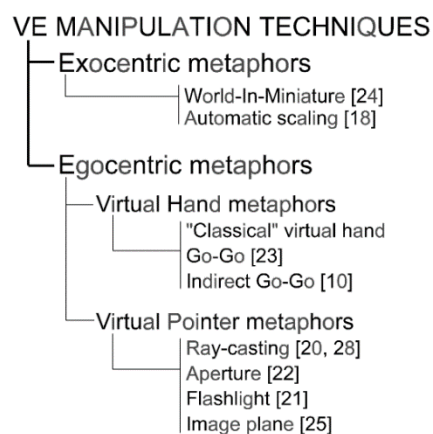 VE MANIPULATION TECHNIQUES
Exocentric metaphors
World-In-Miniature [24]
Automatic scaling [18]
Egocentric metaphors
Virtual Hand metaphors
"Classical" virtual hand
Go-Go [23]
Indirect Go-Go [10]
Virtual Pointer metaphors
Ray-casting [20, 28]
Aperture [22]
Flashlight [21]
Image plane [25]